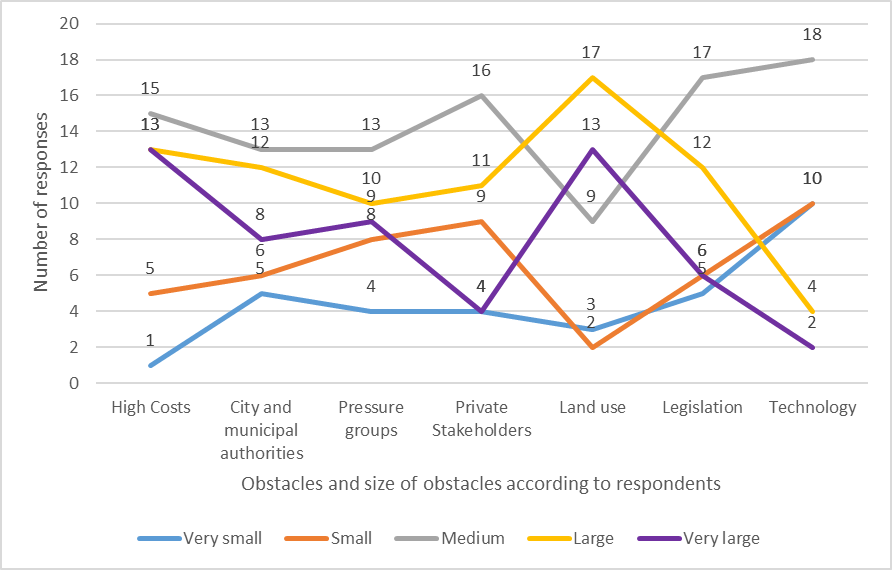 20
18
16
14
12
10
8
6
4
2
0
Number of responses
15
13
5
1
13
12
8
6
5
13
10
9
8
4
16
11
9
4
17
13
9
3
2
17
12
6
5
18
10
4
2
High Costs
City and
municipal
authorities
Pressure
groups
Private
Stakeholders
Land use
Legislation
Technology
Obstacles and size of obstacles according to respondents
Very small
Small
Medium
Large
Very large